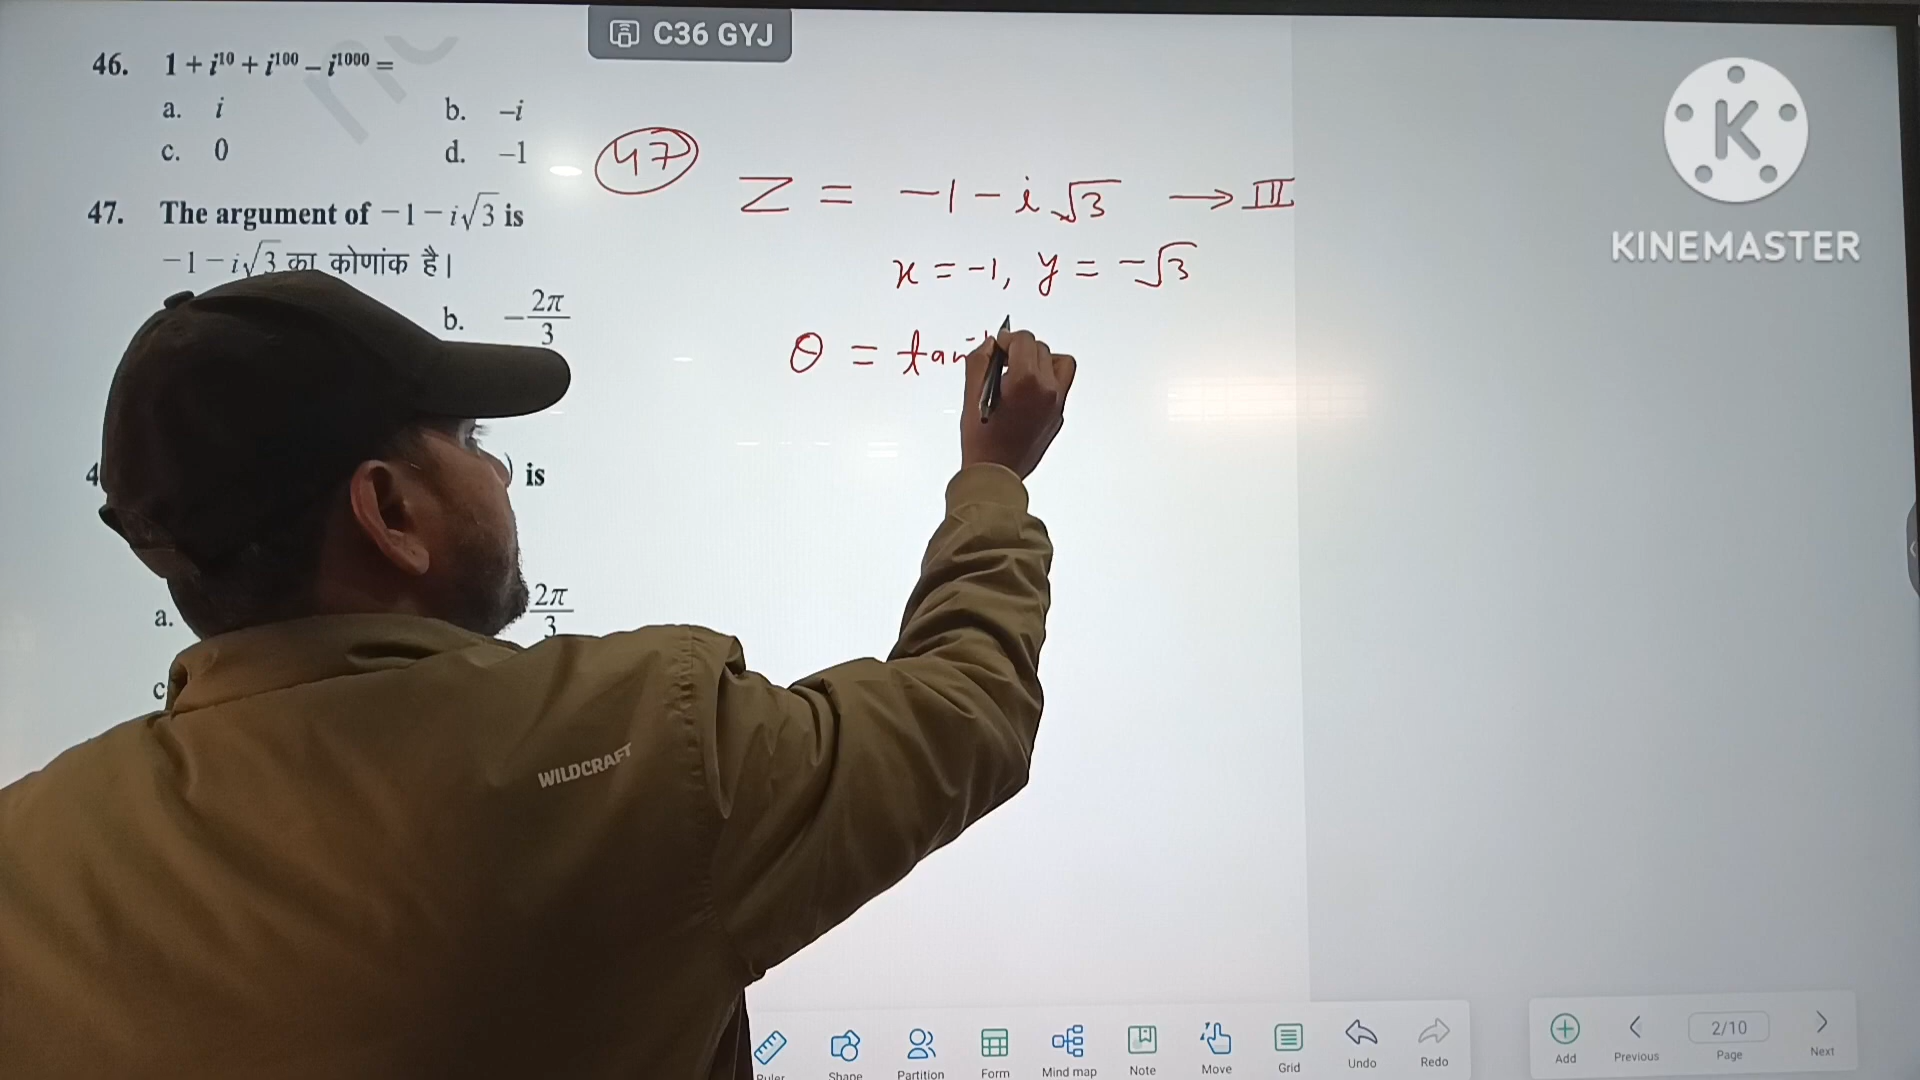 C36 GYJ
46. 1 + i¹⁰ + i¹⁰⁰ – i¹⁰⁰⁰ =
a. i b. –i
c. 0 d. –1
47. The argument of −1 − i√3 is
−1 − i√3 का कोणांक है।
b. −2π/3
is
a. 2π/3
c
47
Z = −1 − i√3 → III
x = −1, y = −√3
θ = tan
K
KINEMASTER
WILDCRAFT
Ruler Shape Partition Form Mind map Note Move Grid Undo Redo
Add Previous 2/10 Page Next